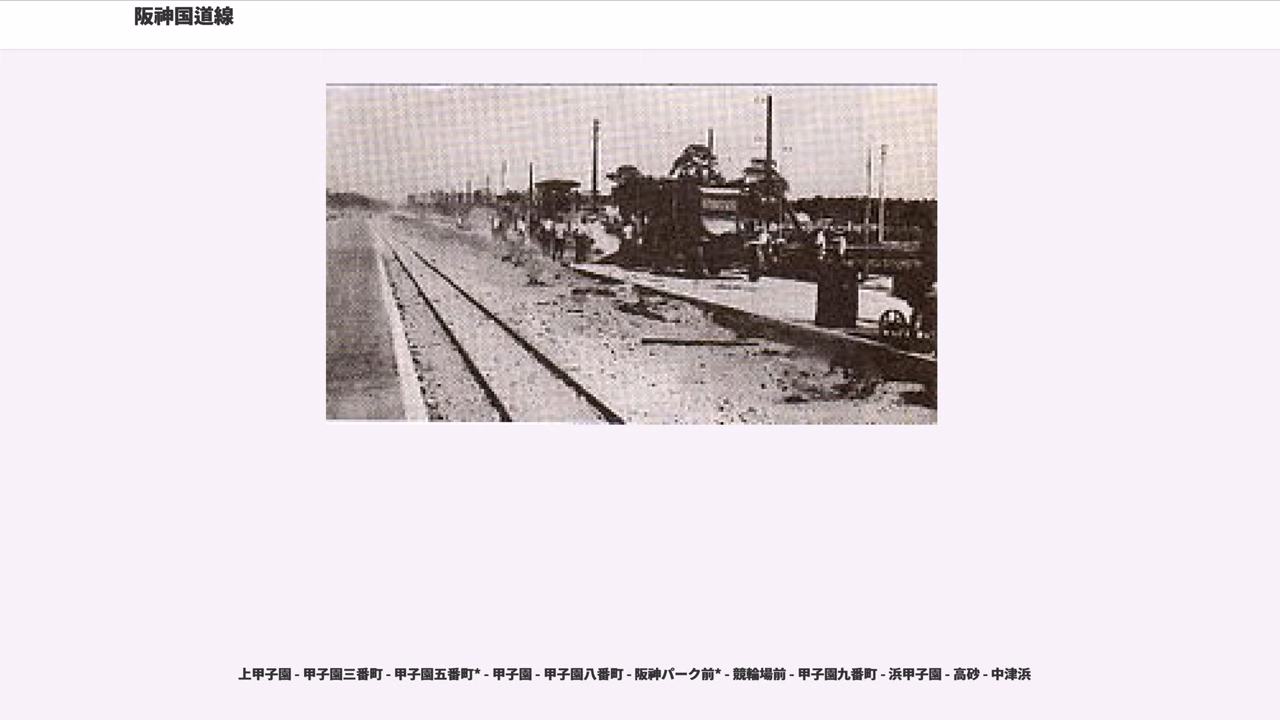 阪神国道線
上甲子園 - 甲子園三番町 - 甲子園五番町* - 甲子園 - 甲子園八番町 - 阪神パーク前* - 競輪場前 - 甲子園九番町 - 浜甲子園 - 高砂 - 中津浜